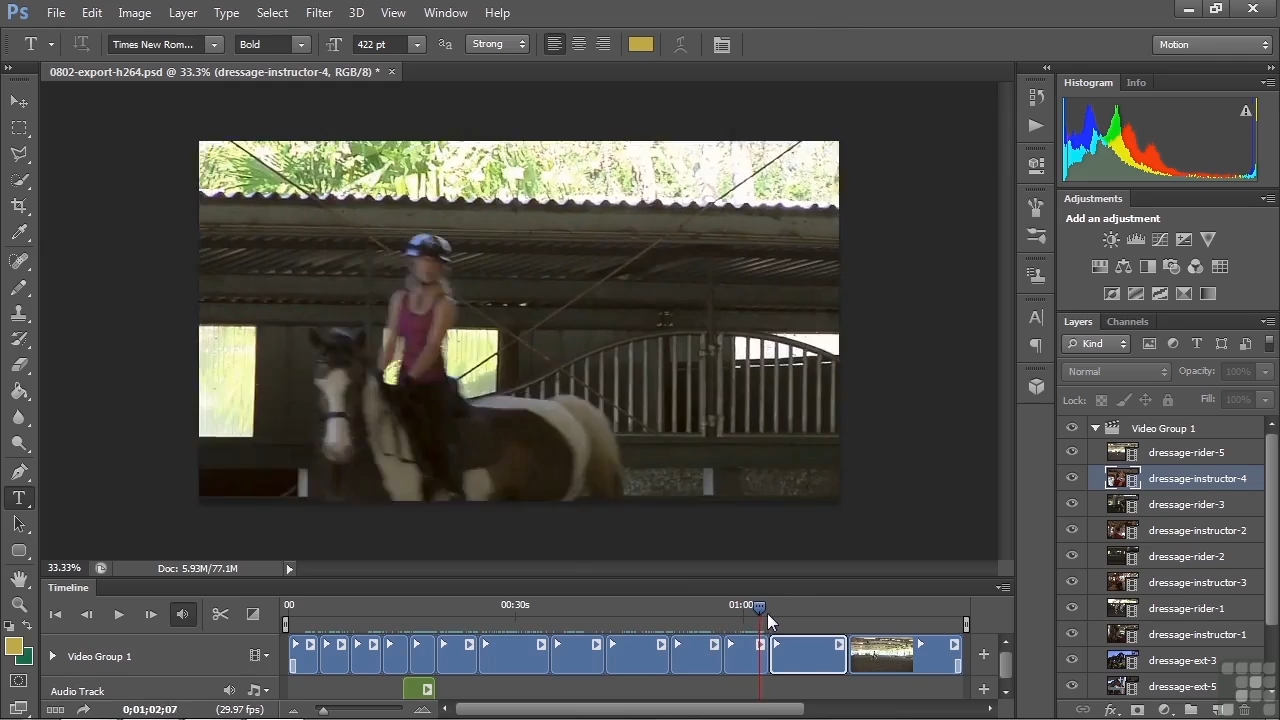 Ps File Edit Image Layer Type Select Filter 3D View Window Help
T Times New Rom... Bold 422 pt aa Strong Motion
0802-export-h264.psd @ 33.3% (dressage-instructor-4, RGB/8) * ×
Histogram Info
Adjustments
Add an adjustment
Layers Channels
Kind
Normal Opacity: 100%
Lock: Fill: 100%
Video Group 1
dressage-rider-5
dressage-instructor-4
dressage-rider-3
dressage-instructor-2
dressage-rider-2
dressage-instructor-3
dressage-rider-1
dressage-instructor-1
dressage-ext-3
dressage-ext-5
33.33% Doc: 5.93M/77.1M
Timeline
00 00:30s 01:00
Video Group 1
Audio Track
0;01;02;07 (29.97 fps)